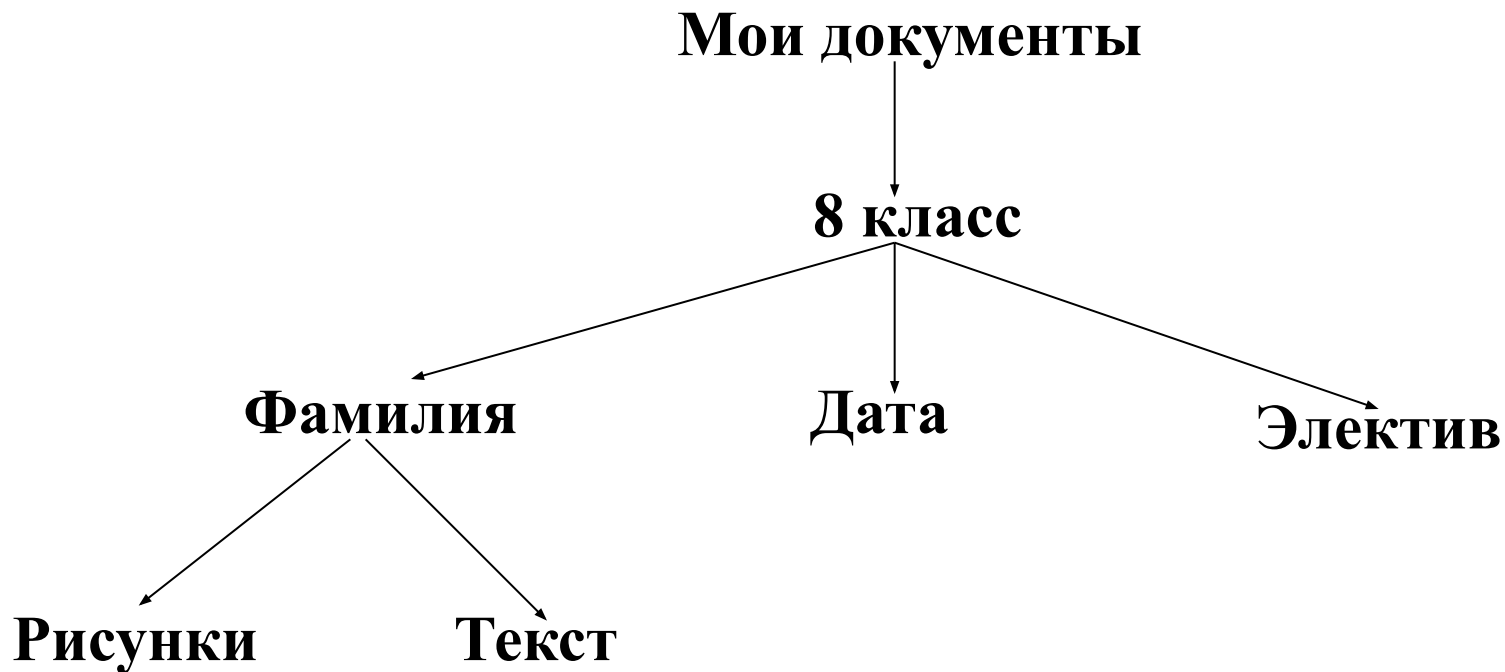 Мои документы
8 класс
Фамилия
Дата
Электив
Рисунки
Текст